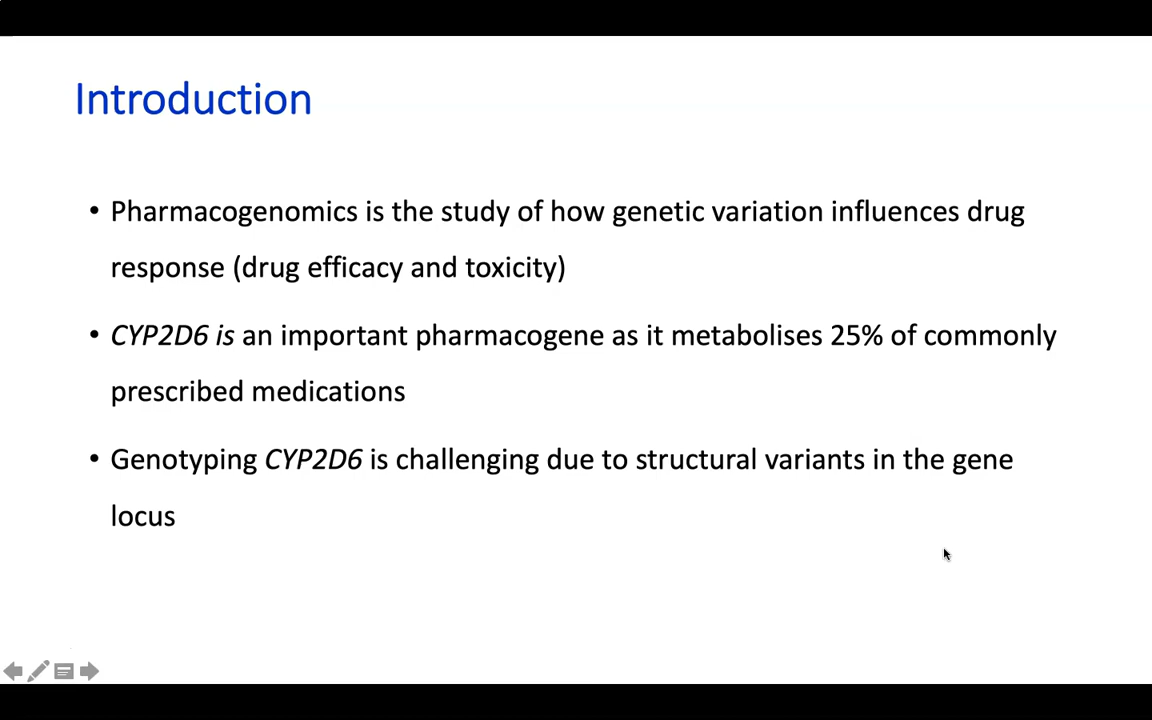 Introduction
• Pharmacogenomics is the study of how genetic variation influences drug
response (drug efficacy and toxicity)
• CYP2D6 is an important pharmacogene as it metabolises 25% of commonly
prescribed medications
• Genotyping CYP2D6 is challenging due to structural variants in the gene
locus